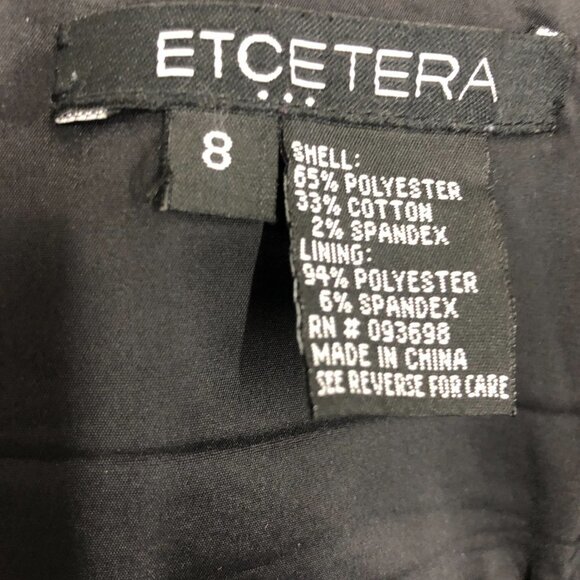 ETCETERA
...
8
SHELL:
65% POLYESTER
33% COTTON
2% SPANDEX
LINING:
94% POLYESTER
6% SPANDEX
RN # 093698
MADE IN CHINA
SEE REVERSE FOR CARE